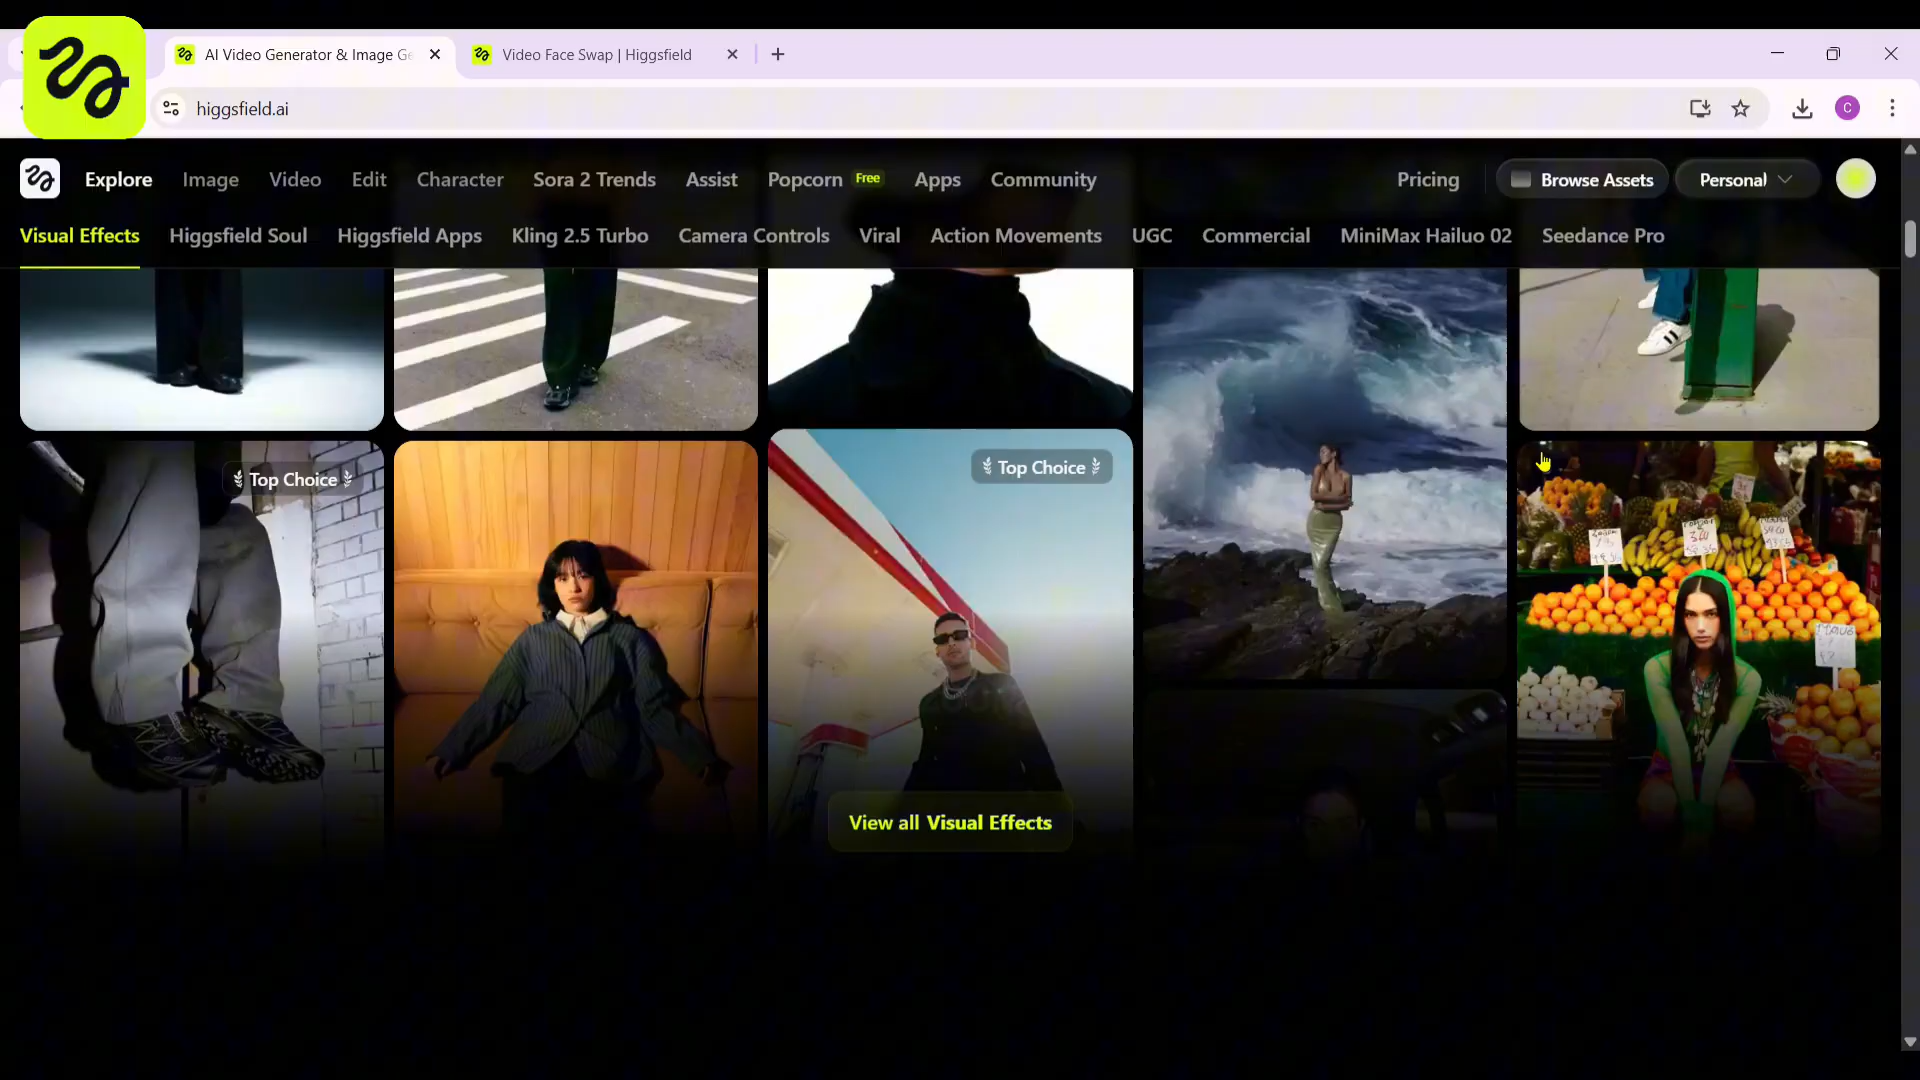 AI Video Generator & Image Ge
Video Face Swap | Higgsfield
higgsfield.ai
C
Explore
Image
Video
Edit
Character
Sora 2 Trends
Assist
Popcorn Free
Apps
Community
Pricing
Browse Assets
Personal
Visual Effects
Higgsfield Soul
Higgsfield Apps
Kling 2.5 Turbo
Camera Controls
Viral
Action Movements
UGC
Commercial
MiniMax Hailuo 02
Seedance Pro
Top Choice
Top Choice
View all Visual Effects